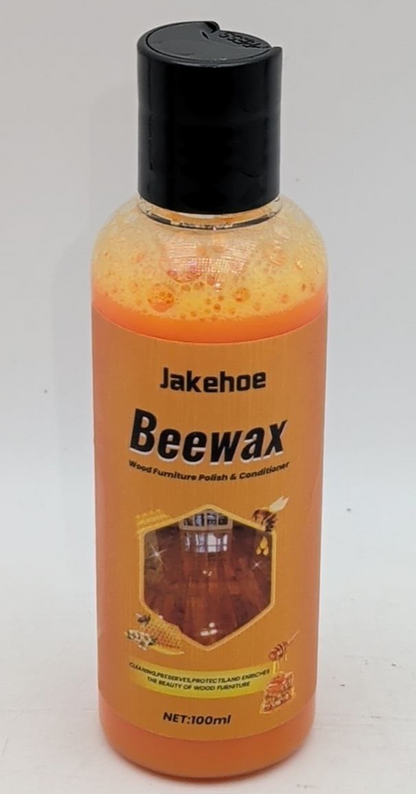 Jakehoe
Beewax
Wood Furniture Polish & Conditioner
CLEANING,PRESERVES,PROTECTS,AND ENRICHES
THE BEAUTY OF WOOD FURNITURE
NET:100ml